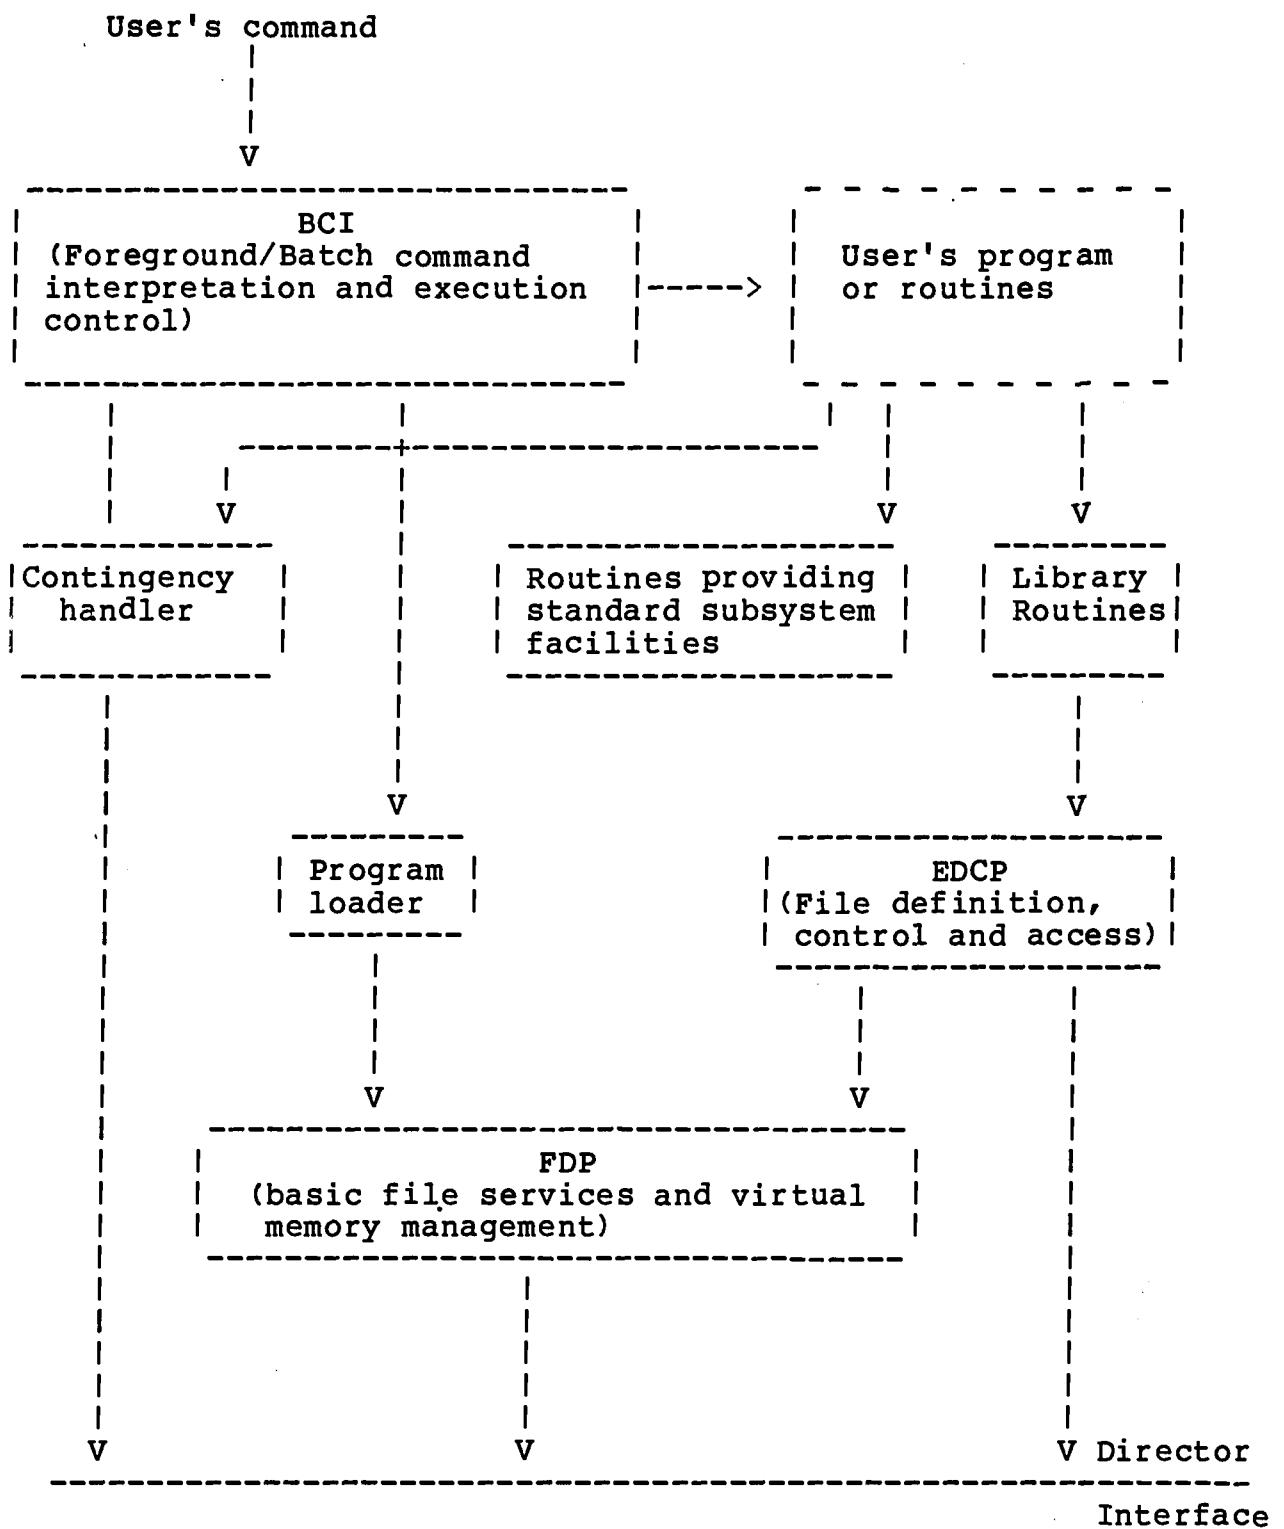 User's command
BCI
(Foreground/Batch command
interpretation and execution
control)
User's program
or routines
Contingency
handler
Routines providing
standard subsystem
facilities
Library
Routines
Program
loader
EDCP
(File definition,
control and access)
FDP
(basic file services and virtual
memory management)
Director
Interface